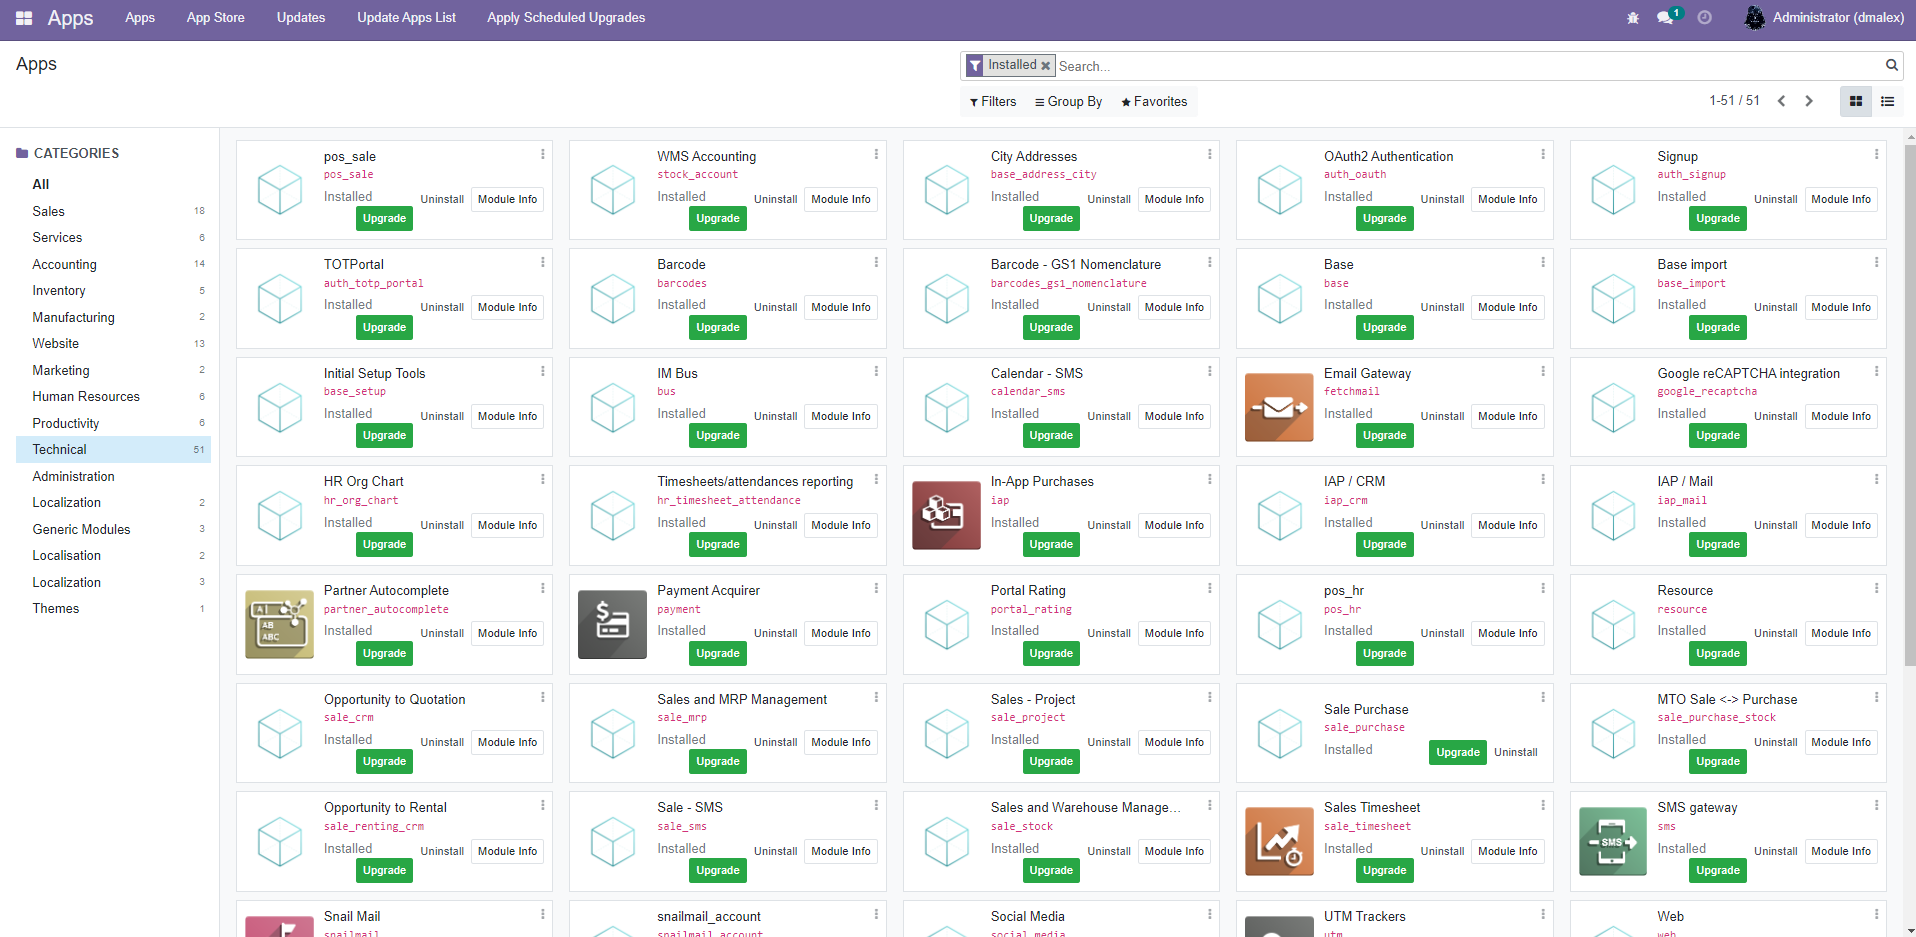 Apps
Apps
App Store
Updates
Update Apps List
Apply Scheduled Upgrades
1
Administrator (dmalex)
Apps
Installed
Search...
Filters
Group By
Favorites
1-51 / 51
CATEGORIES
All
Sales 18
Services 6
Accounting 14
Inventory 5
Manufacturing 2
Website 13
Marketing 2
Human Resources 6
Productivity 6
Technical 51
Administration
Localization 2
Generic Modules 3
Localisation 2
Localization 3
Themes 1
pos_sale
pos_sale
Installed
Uninstall
Module Info
Upgrade
WMS Accounting
stock_account
Installed
Uninstall
Module Info
Upgrade
City Addresses
base_address_city
Installed
Uninstall
Module Info
Upgrade
OAuth2 Authentication
auth_oauth
Installed
Uninstall
Module Info
Upgrade
Signup
auth_signup
Installed
Uninstall
Module Info
Upgrade
TOTPortal
auth_totp_portal
Installed
Uninstall
Module Info
Upgrade
Barcode
barcodes
Installed
Uninstall
Module Info
Upgrade
Barcode - GS1 Nomenclature
barcodes_gs1_nomenclature
Installed
Uninstall
Module Info
Upgrade
Base
base
Installed
Uninstall
Module Info
Upgrade
Base import
base_import
Installed
Uninstall
Module Info
Upgrade
Initial Setup Tools
base_setup
Installed
Uninstall
Module Info
Upgrade
IM Bus
bus
Installed
Uninstall
Module Info
Upgrade
Calendar - SMS
calendar_sms
Installed
Uninstall
Module Info
Upgrade
Email Gateway
fetchmail
Installed
Uninstall
Module Info
Upgrade
Google reCAPTCHA integration
google_recaptcha
Installed
Uninstall
Module Info
Upgrade
HR Org Chart
hr_org_chart
Installed
Uninstall
Module Info
Upgrade
Timesheets/attendances reporting
hr_timesheet_attendance
Installed
Uninstall
Module Info
Upgrade
In-App Purchases
iap
Installed
Uninstall
Module Info
Upgrade
IAP / CRM
iap_crm
Installed
Uninstall
Module Info
Upgrade
IAP / Mail
iap_mail
Installed
Uninstall
Module Info
Upgrade
AI
AB
ABC
Partner Autocomplete
partner_autocomplete
Installed
Uninstall
Module Info
Upgrade
$
Payment Acquirer
payment
Installed
Uninstall
Module Info
Upgrade
Portal Rating
portal_rating
Installed
Uninstall
Module Info
Upgrade
pos_hr
pos_hr
Installed
Uninstall
Module Info
Upgrade
Resource
resource
Installed
Uninstall
Module Info
Upgrade
Opportunity to Quotation
sale_crm
Installed
Uninstall
Module Info
Upgrade
Sales and MRP Management
sale_mrp
Installed
Uninstall
Module Info
Upgrade
Sales - Project
sale_project
Installed
Uninstall
Module Info
Upgrade
Sale Purchase
sale_purchase
Installed
Upgrade
Uninstall
MTO Sale <-> Purchase
sale_purchase_stock
Installed
Uninstall
Module Info
Upgrade
Opportunity to Rental
sale_renting_crm
Installed
Uninstall
Module Info
Upgrade
Sale - SMS
sale_sms
Installed
Uninstall
Module Info
Upgrade
Sales and Warehouse Manage...
sale_stock
Installed
Uninstall
Module Info
Upgrade
Sales Timesheet
sale_timesheet
Installed
Uninstall
Module Info
Upgrade
SMS
SMS gateway
sms
Installed
Uninstall
Module Info
Upgrade
Snail Mail
snailmail
snailmail_account
snailmail_account
Social Media
social_media
UTM Trackers
utm
Web
web